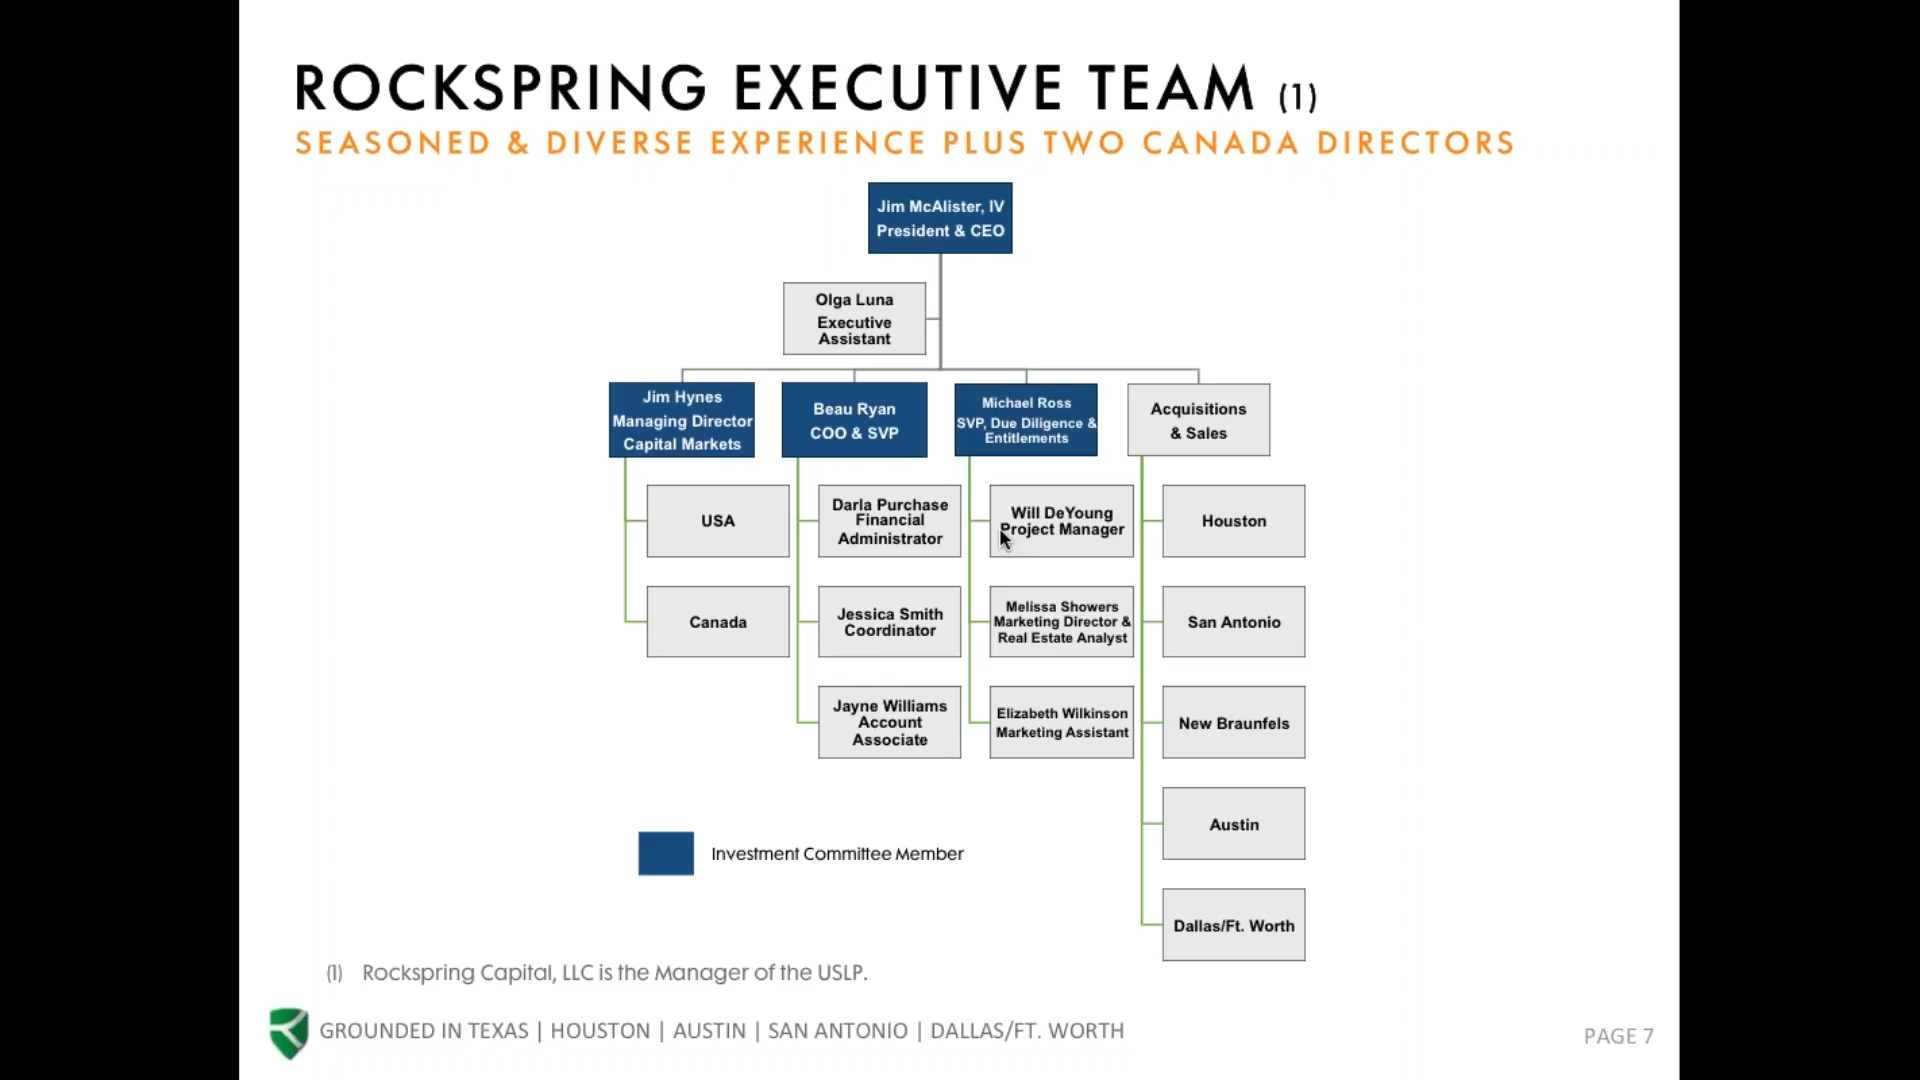 ROCKSPRING EXECUTIVE TEAM (1)
SEASONED & DIVERSE EXPERIENCE PLUS TWO CANADA DIRECTORS
Jim McAlister, IV
President & CEO
Olga Luna
Executive
Assistant
Jim Hynes
Managing Director
Capital Markets
Beau Ryan
COO & SVP
Michael Ross
SVP, Due Diligence &
Entitlements
Acquisitions
& Sales
USA
Canada
Darla Purchase
Financial
Administrator
Jessica Smith
Coordinator
Jayne Williams
Account
Associate
Will DeYoung
Project Manager
Melissa Showers
Marketing Director &
Real Estate Analyst
Elizabeth Wilkinson
Marketing Assistant
Houston
San Antonio
New Braunfels
Austin
Dallas/Ft. Worth
Investment Committee Member
(1) Rockspring Capital, LLC is the Manager of the USLP.
GROUNDED IN TEXAS | HOUSTON | AUSTIN | SAN ANTONIO | DALLAS/FT. WORTH
PAGE 7